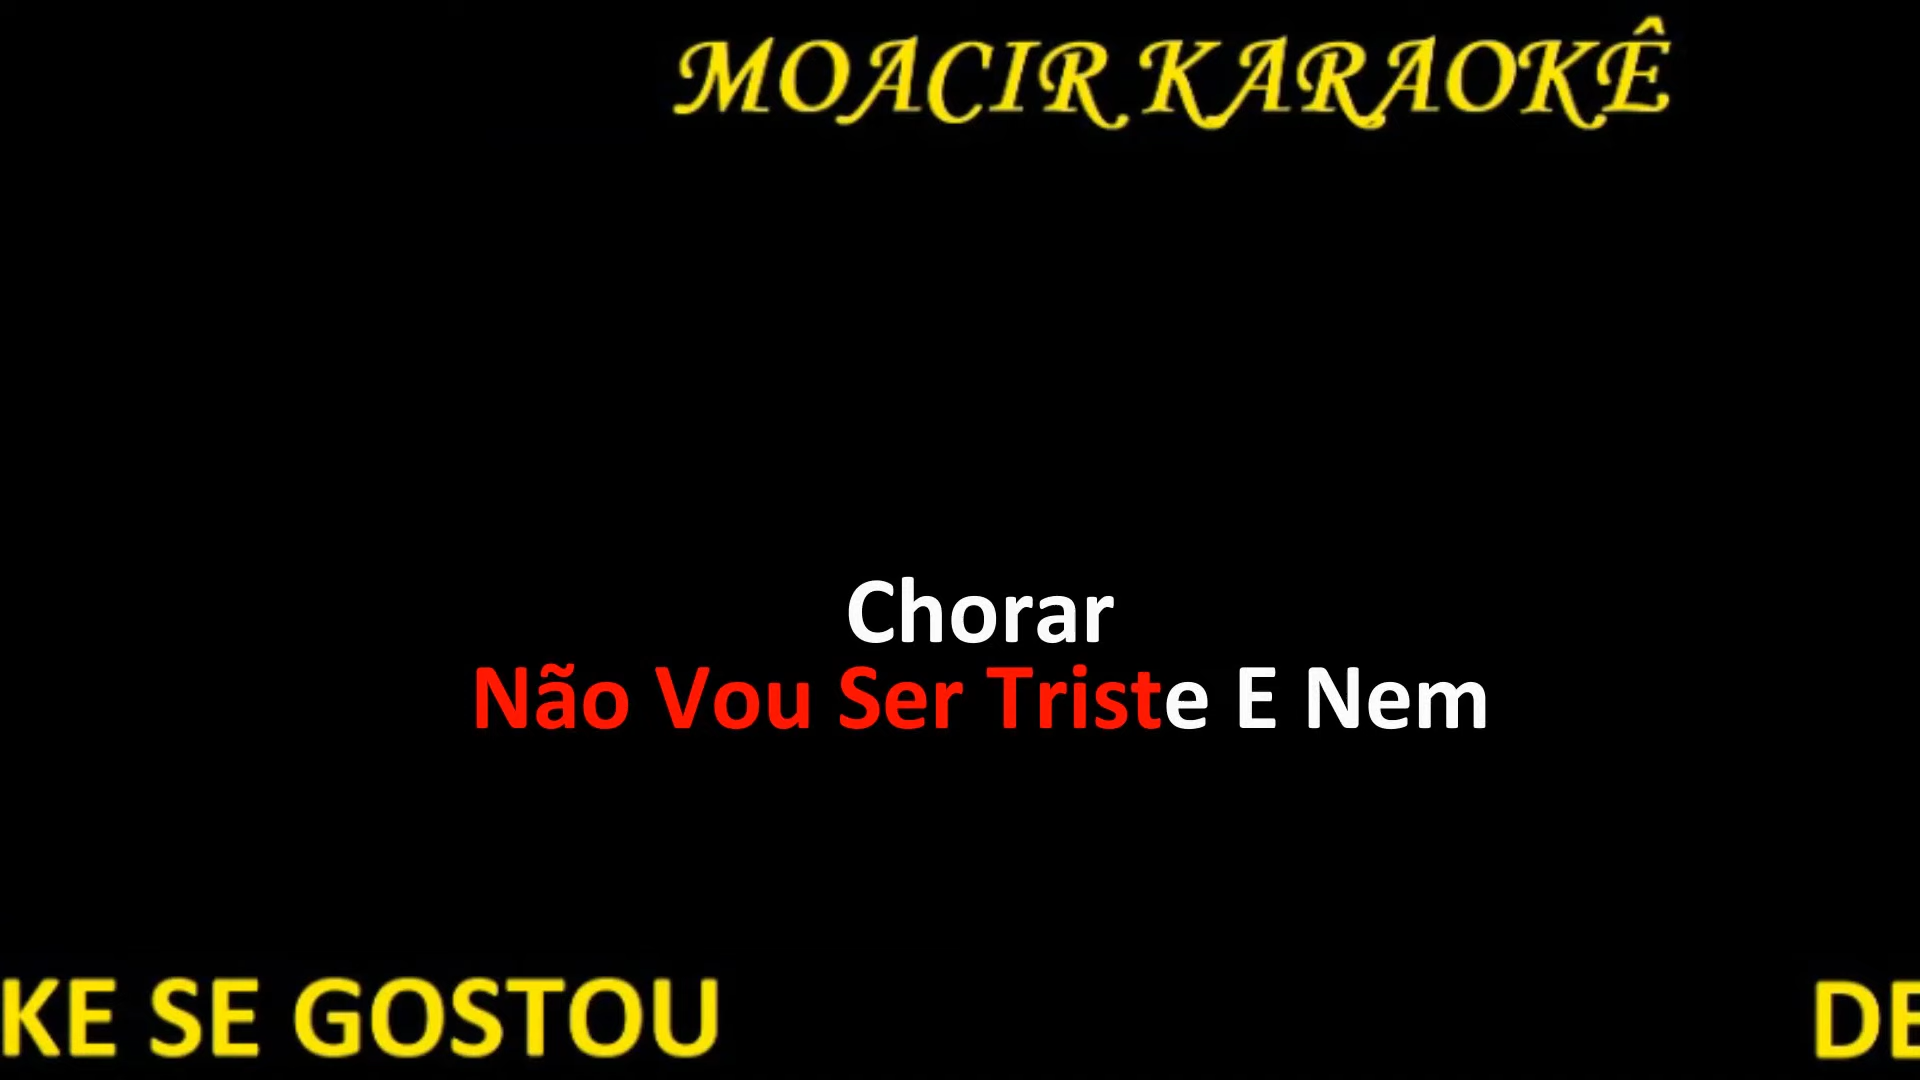 MOACIR KARAOKÊ
Chorar
Não Vou Ser Triste E Nem
KE SE GOSTOU
DE